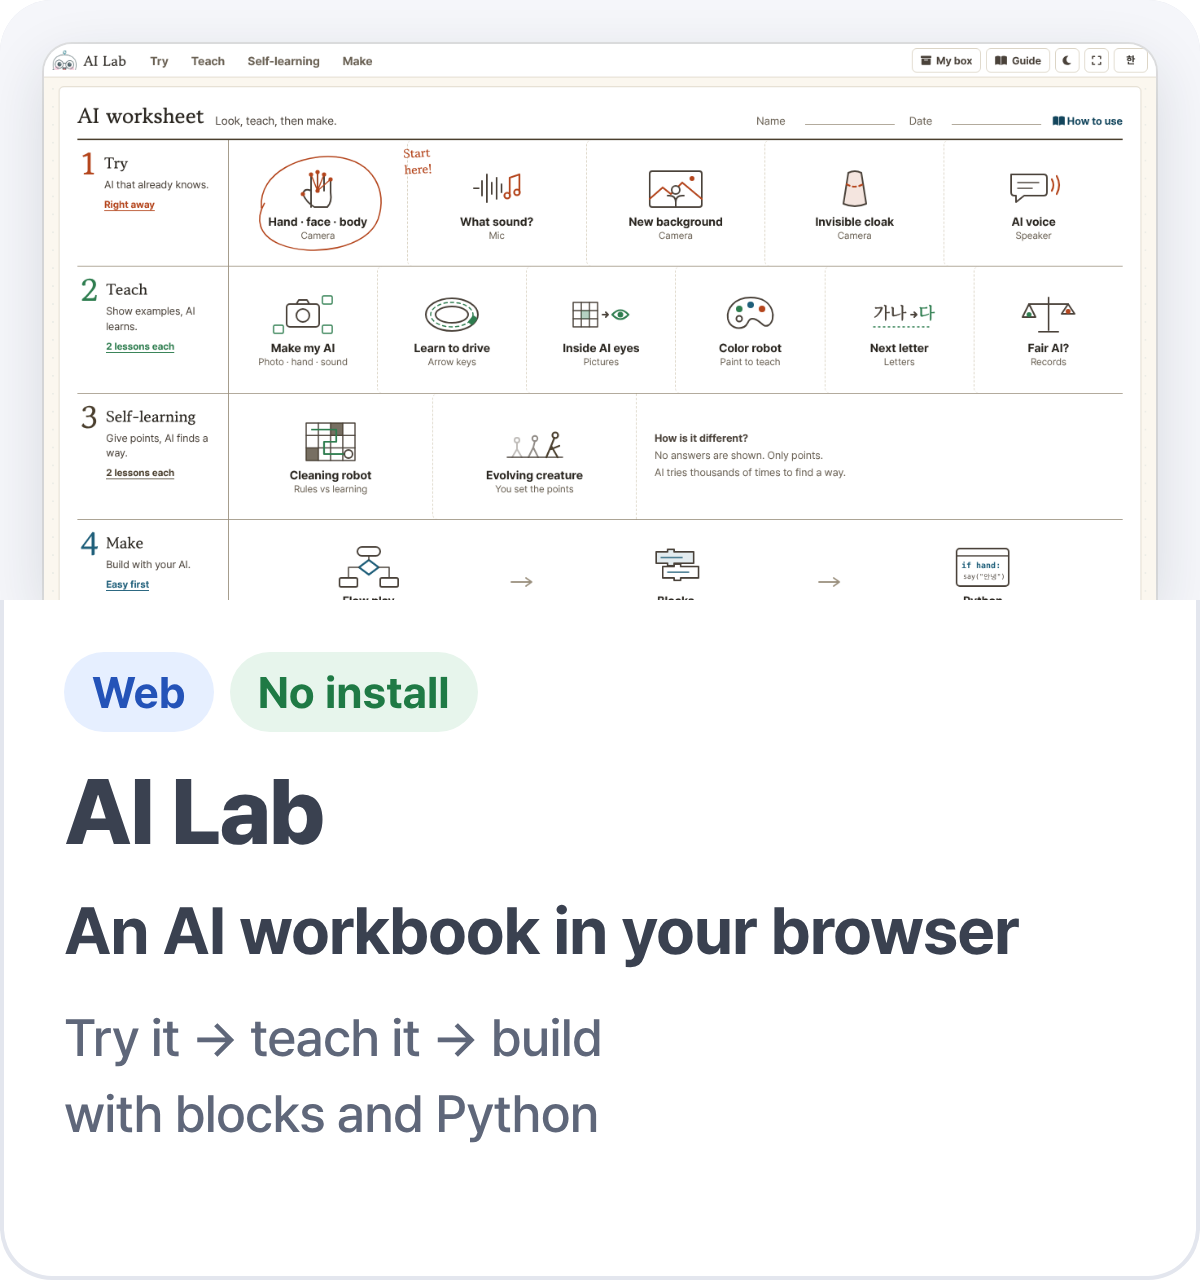 AI Lab Try Teach Self-learning Make My box Guide 한
AI worksheet Look, teach, then make. Name Date How to use
1 Try
AI that already knows.
Right away
Start
here!
Hand · face · body
Camera
What sound?
Mic
New background
Camera
Invisible cloak
Camera
AI voice
Speaker
2 Teach
Show examples, AI
learns.
2 lessons each
Make my AI
Photo · hand · sound
Learn to drive
Arrow keys
Inside AI eyes
Pictures
Color robot
Paint to teach
가나→다
Next letter
Letters
Fair AI?
Records
3 Self-learning
Give points, AI finds a
way.
2 lessons each
Cleaning robot
Rules vs learning
Evolving creature
You set the points
How is it different?
No answers are shown. Only points.
AI tries thousands of times to find a way.
4 Make
Build with your AI.
Easy first
Flow play
Blocks
if hand:
say("안녕")
Python
Web
No install
AI Lab
An AI workbook in your browser
Try it → teach it → build
with blocks and Python